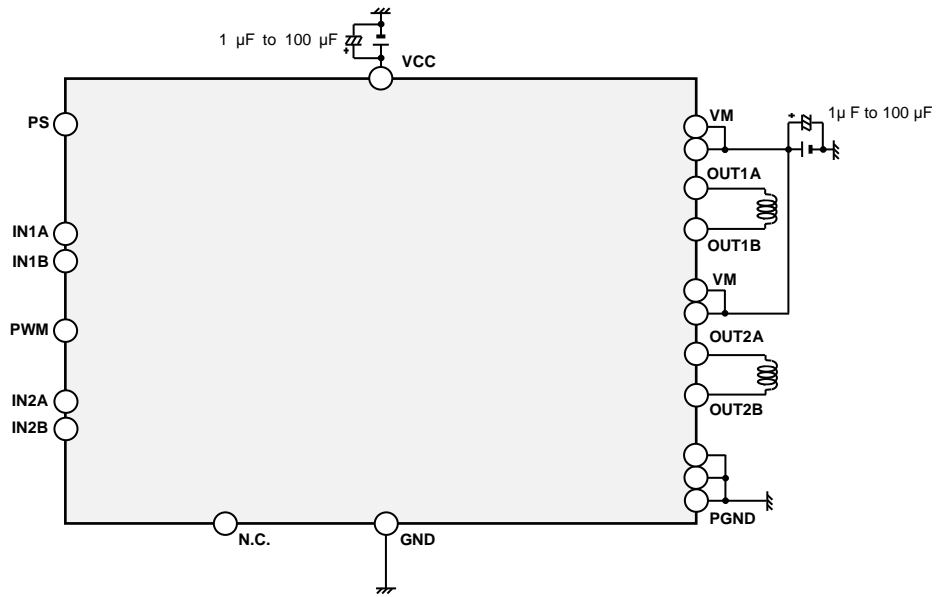 1 µF to 100 µF
+
VCC
PS
VM
+
1µ F to 100 µF
OUT1A
IN1A
IN1B
OUT1B
VM
PWM
OUT2A
IN2A
OUT2B
IN2B
PGND
N.C.
GND